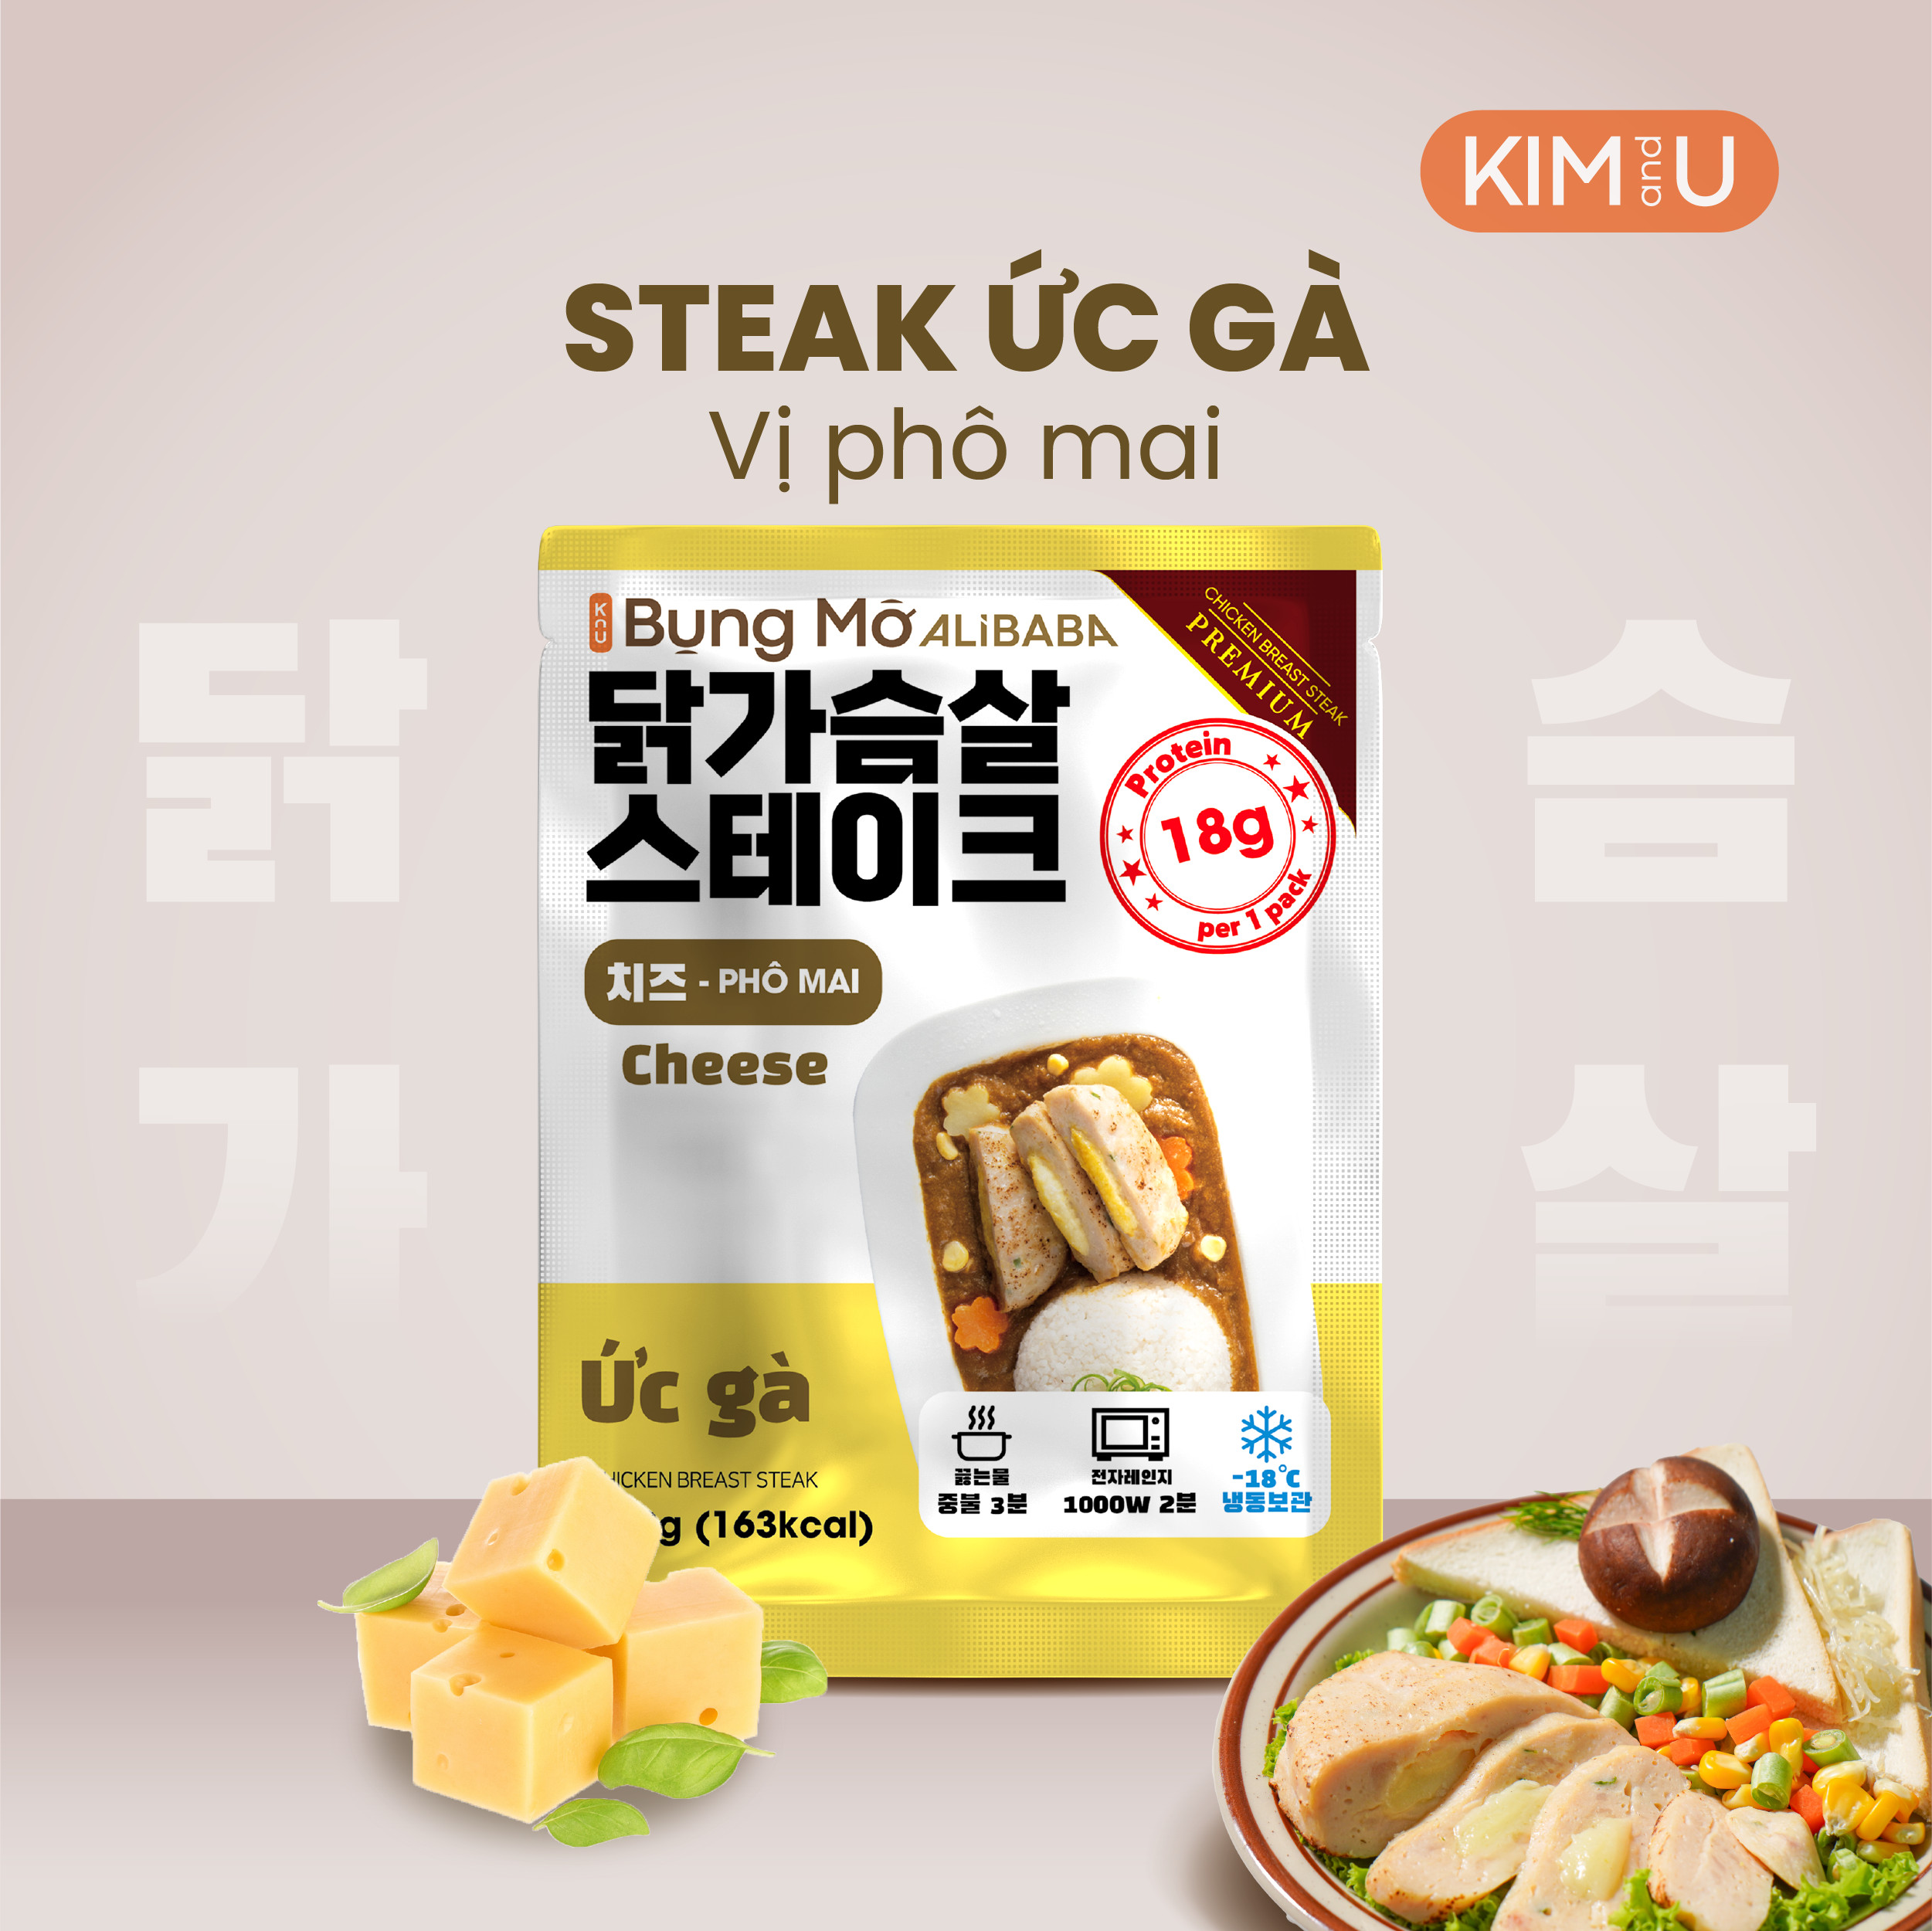 KIM and U
STEAK ỨC GÀ
Vị phô mai
닭
가
슴
살
KnU
Bụng Mỡ ALiBABA
CHICKEN BREAST STEAK
PREMIUM
닭가슴살
스테이크
Protein
18g
per 1 pack
치즈 - PHÔ MAI
Cheese
Ức gà
BREAST STEAK
g (163kcal)
끓는물
중불 3분
전자레인지
1000W 2분
-18°C
냉동보관